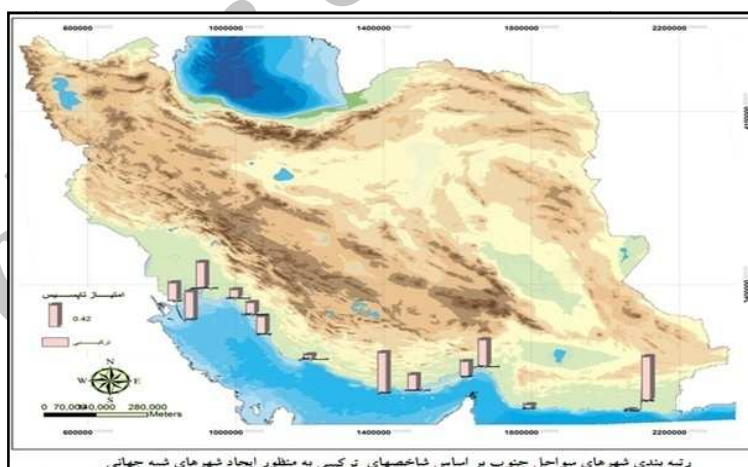 600000 1000000 1400000 1800000 2200000
امتیاز تاپسیس
0.42
ترکیبی
N
W E
S
0 70,000 140,000 280,000
Meters
600000 1000000 1400000 1800000 2200000
رتبه بندی شهرهای سواحل جنوب بر اساس شاخصهای ترکیبی به منظور ایجاد شهرهای شبه جهانی